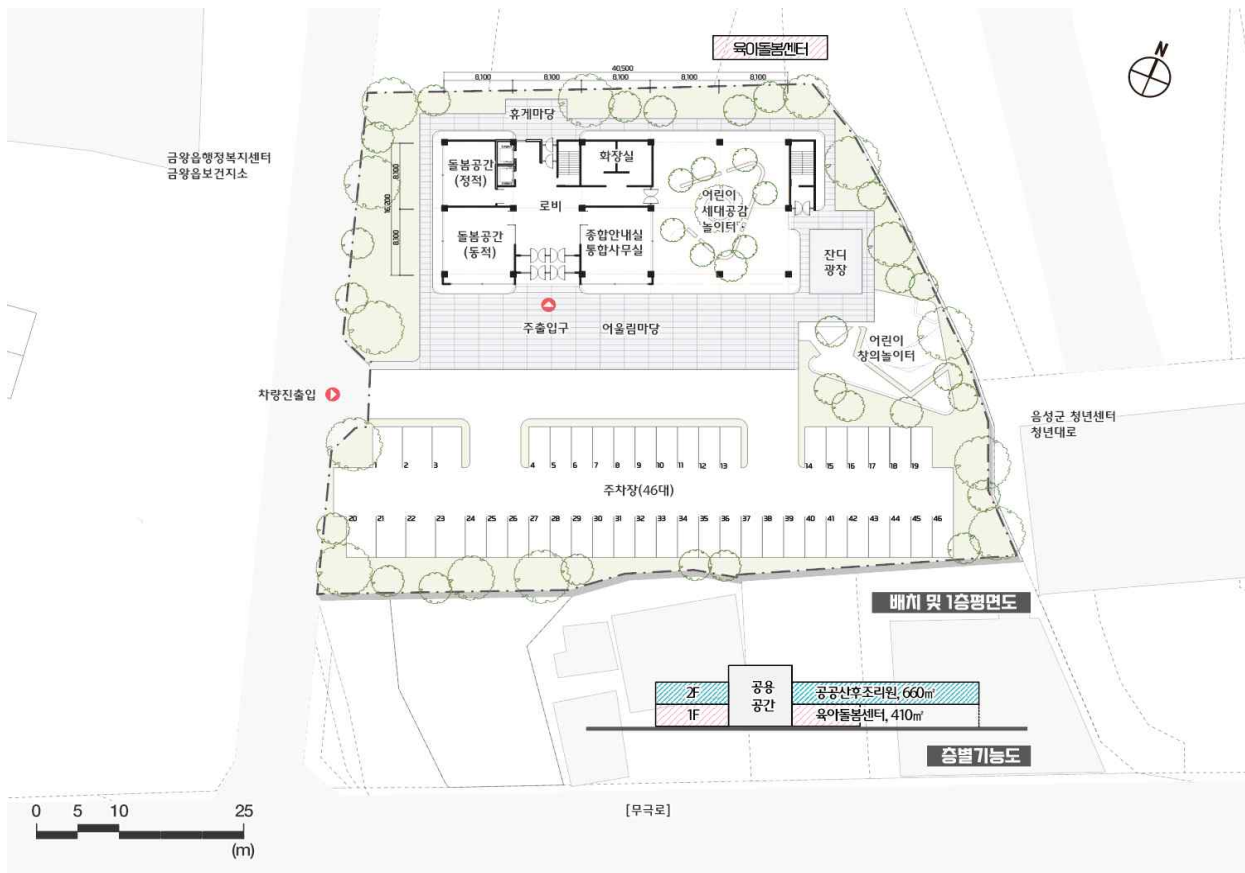 육아돌봄센터
N
40,500
8,100 8,100 8,100 8,100 8,100
휴게마당
금왕읍행정복지센터
금왕읍보건지소
돌봄공간
(정적)
화장실
8,100
16,200
8,100
로비
어린이
세대공감
놀이터
돌봄공간
(동적)
종합안내실
통합사무실
잔디
광장
주출입구
어울림마당
어린이
창의놀이터
차량진출입
음성군 청년센터
청년대로
1 2 3 4 5 6 7 8 9 10 11 12 13 14 15 16 17 18 19
주차장(46대)
20 21 22 23 24 25 26 27 28 29 30 31 32 33 34 35 36 37 38 39 40 41 42 43 44 45 46
배치 및 1층평면도
2F
공용
공간
공공산후조리원, 660㎡
1F
육아돌봄센터, 410㎡
층별기능도
[무극로]
0 5 10 25
(m)